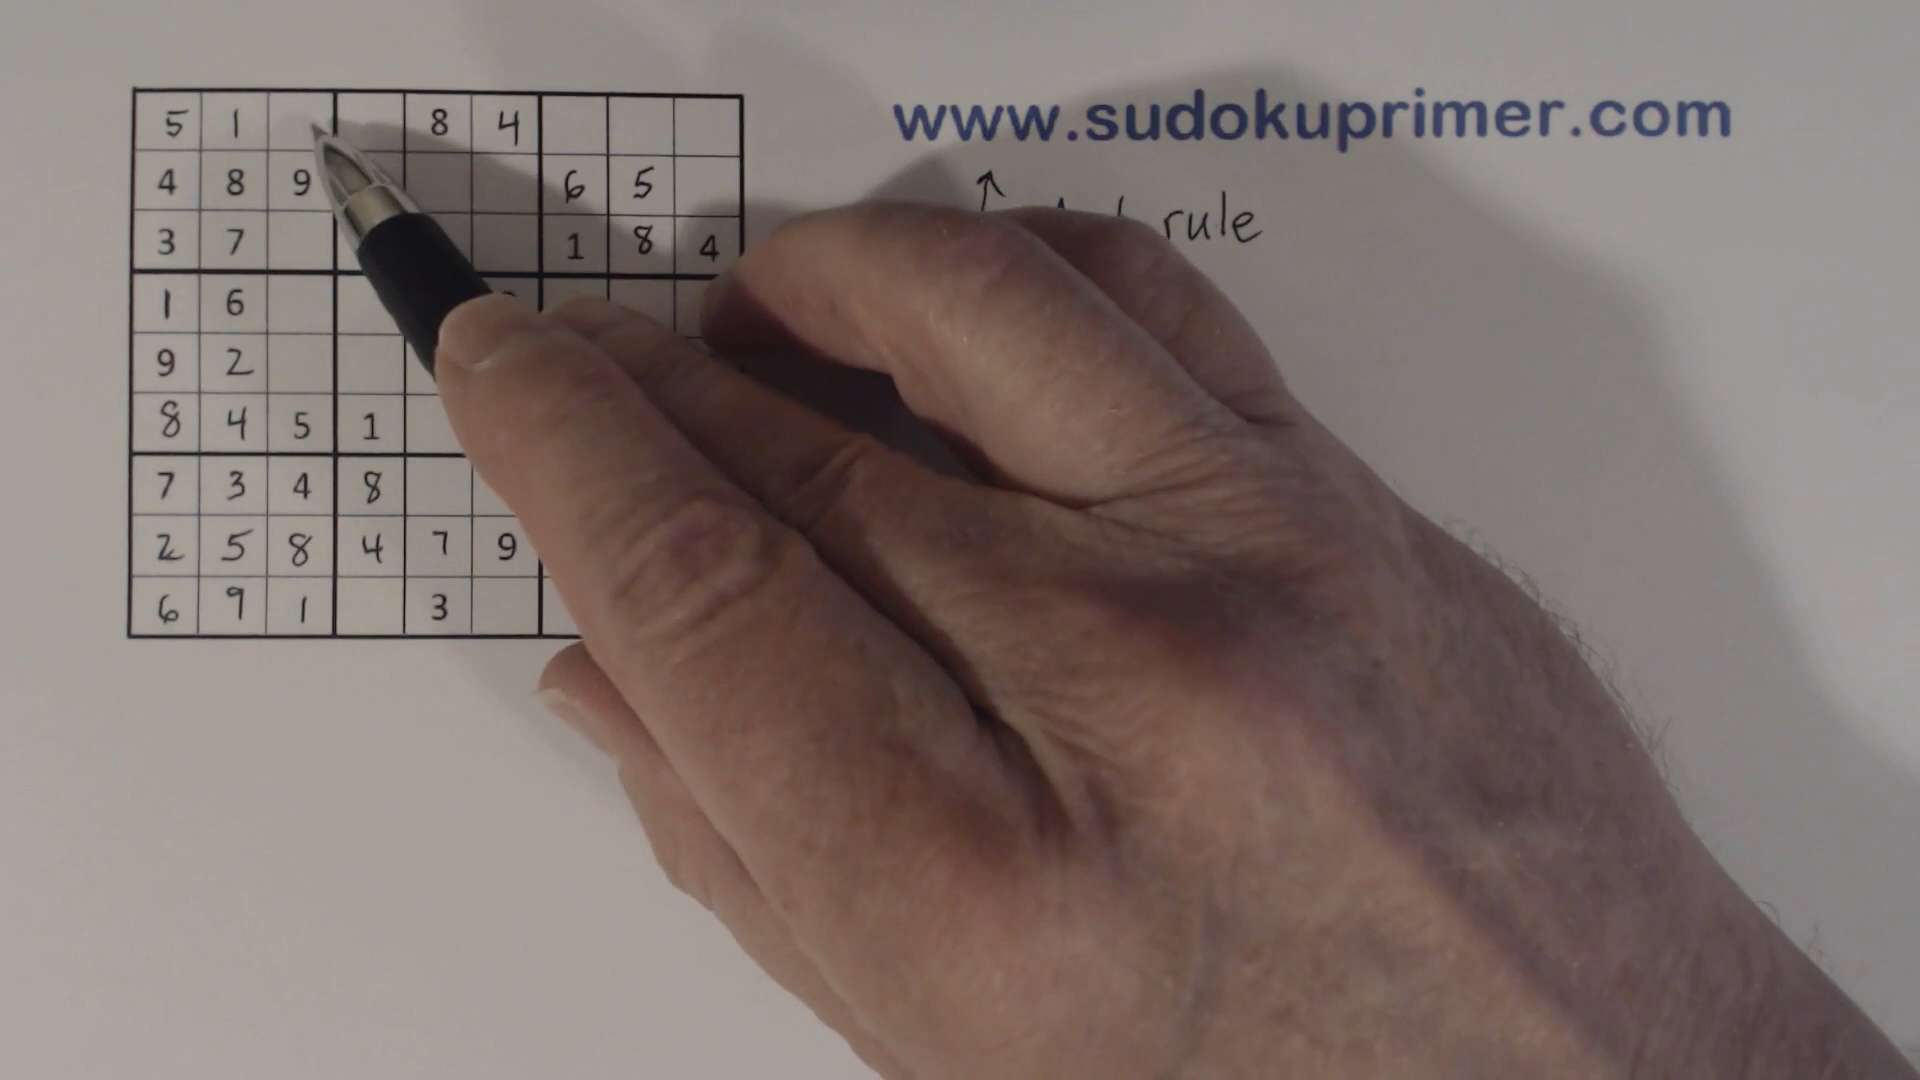 www.sudokuprimer.com
rule
5 1 8 4
4 8 9 6 5
3 7 1 8 4
1 6
9 2
8 4 5 1
7 3 4 8
2 5 8 4 7 9
6 9 1 3